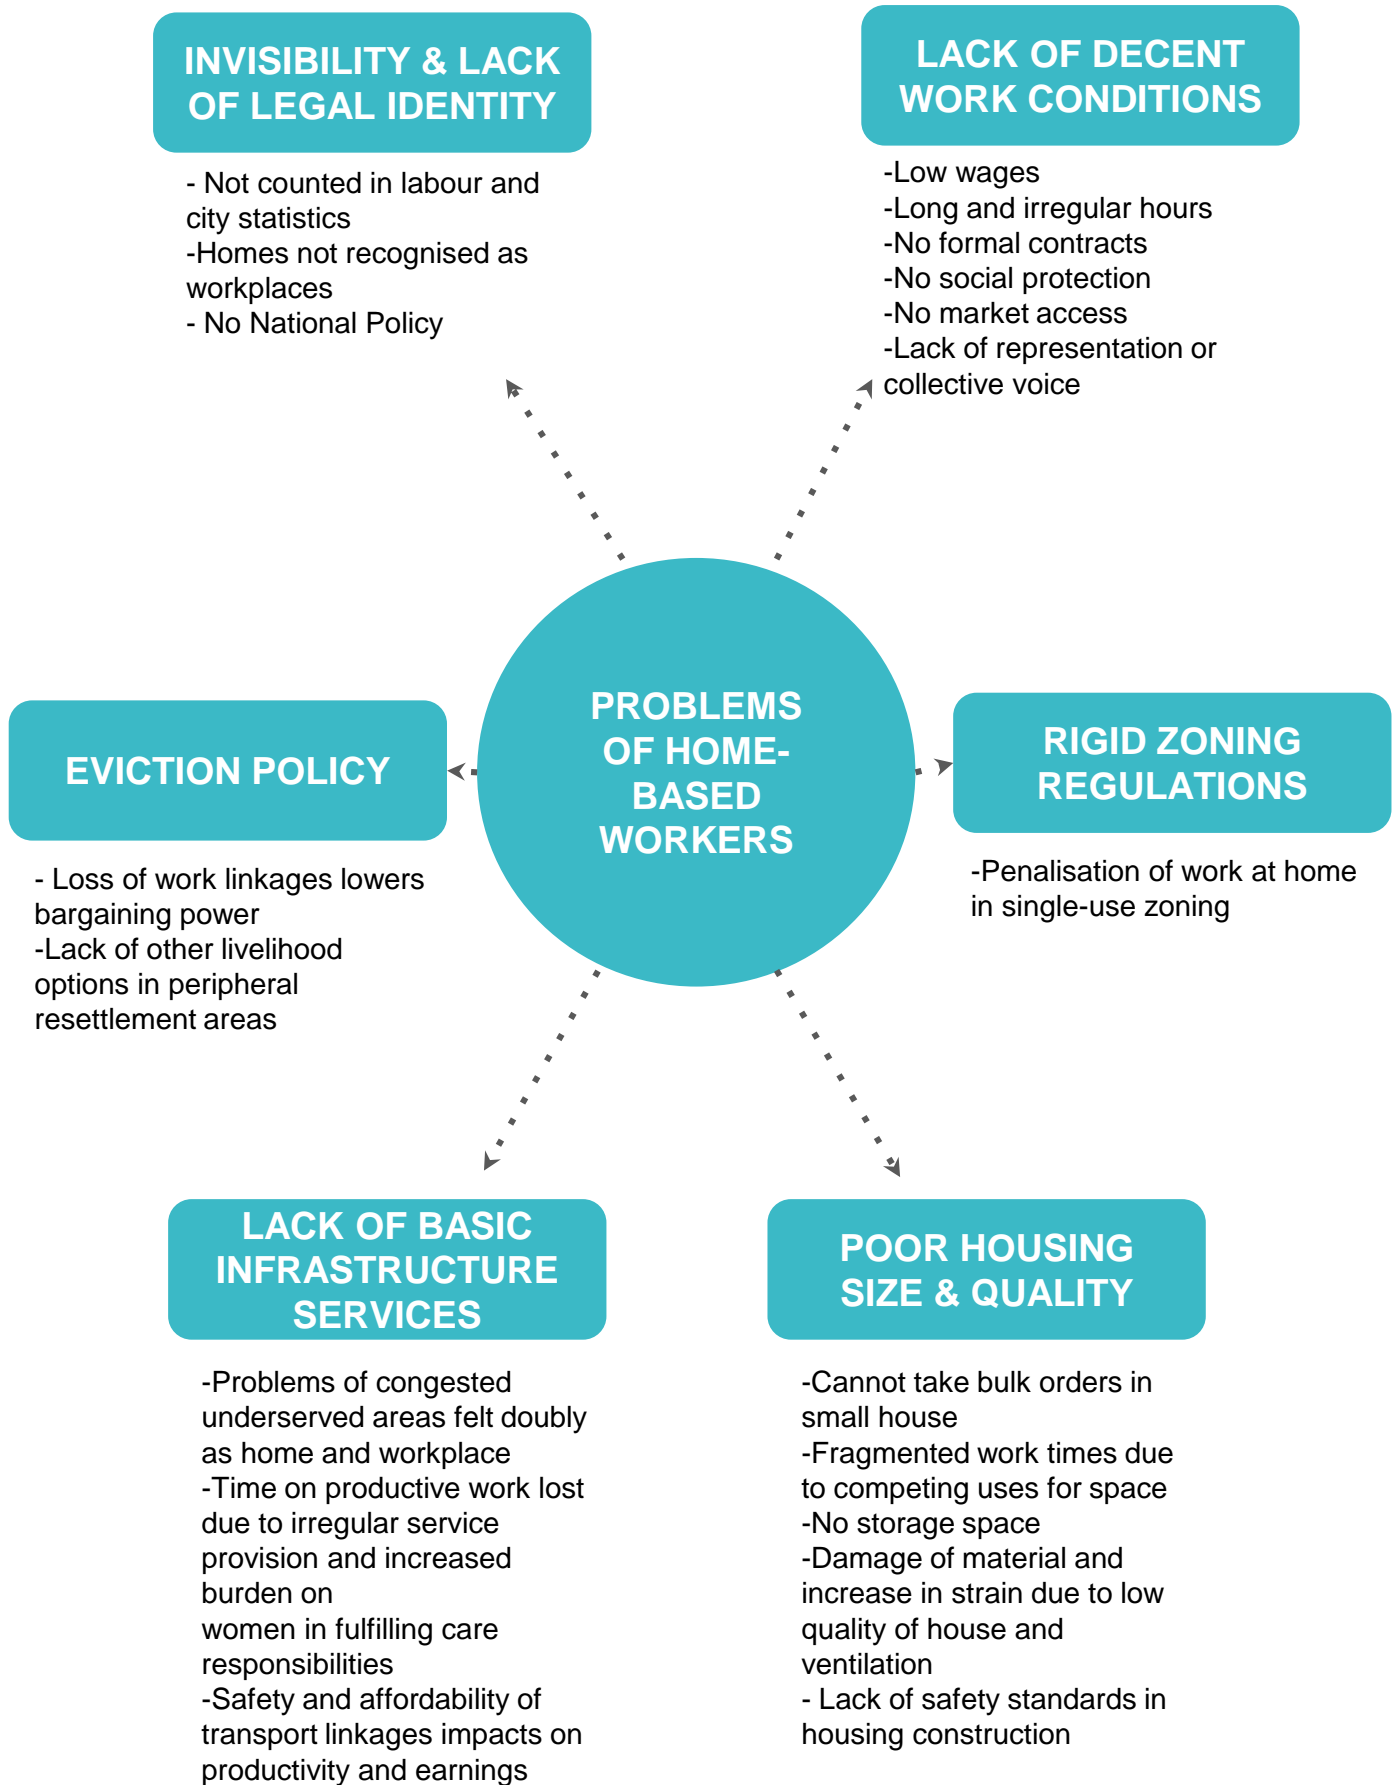 INVISIBILITY & LACK
OF LEGAL IDENTITY
- Not counted in labour and
city statistics
-Homes not recognised as
workplaces
- No National Policy
LACK OF DECENT
WORK CONDITIONS
-Low wages
-Long and irregular hours
-No formal contracts
-No social protection
-No market access
-Lack of representation or
collective voice
PROBLEMS
OF HOME-
BASED
WORKERS
EVICTION POLICY
- Loss of work linkages lowers
bargaining power
-Lack of other livelihood
options in peripheral
resettlement areas
RIGID ZONING
REGULATIONS
-Penalisation of work at home
in single-use zoning
LACK OF BASIC
INFRASTRUCTURE
SERVICES
-Problems of congested
underserved areas felt doubly
as home and workplace
-Time on productive work lost
due to irregular service
provision and increased
burden on
women in fulfilling care
responsibilities
-Safety and affordability of
transport linkages impacts on
productivity and earnings
POOR HOUSING
SIZE & QUALITY
-Cannot take bulk orders in
small house
-Fragmented work times due
to competing uses for space
-No storage space
-Damage of material and
increase in strain due to low
quality of house and
ventilation
- Lack of safety standards in
housing construction